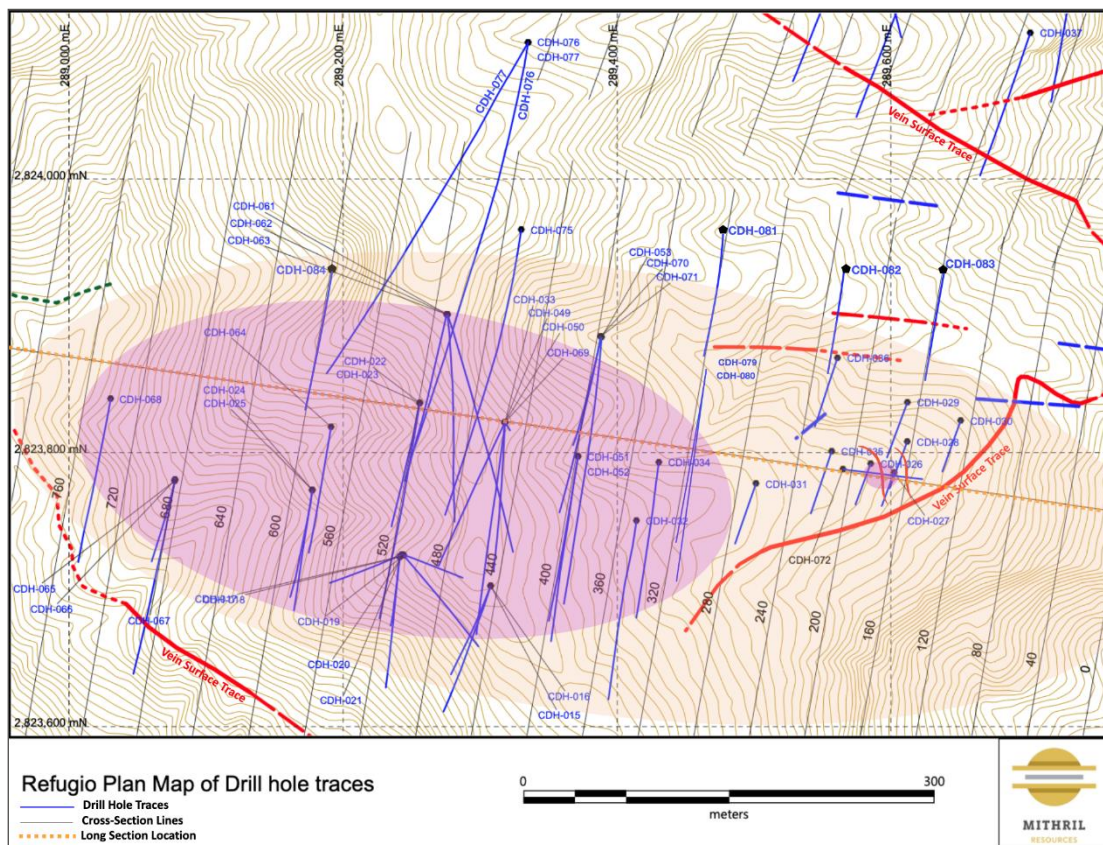 289,000 mE
289,200 mE
289,400 mE
289,600 mE
CDH-076
CDH-077
CDH-037
CDH-077
CDH-076
Vein Surface Trace
2,824,000 mN
CDH-061
CDH-062
CDH-063
CDH-075
CDH-081
CDH-053
CDH-070
CDH-071
CDH-084
CDH-082
CDH-083
CDH-033
CDH-049
CDH-050
CDH-064
CDH-069
CDH-022
CDH-023
CDH-079
CDH-080
CDH-024
CDH-025
CDH-068
CDH-029
CDH-028
CDH-035
CDH-026
2,823,800 mN
CDH-051
CDH-052
CDH-034
CDH-031
CDH-027
Vein Surface Trace
CDH-032
CDH-072
760
720
680
640
600
560
520
480
440
400
360
320
280
240
200
160
120
80
40
0
CDH-065
CDH-066
CDH-067
CDH-019
CDH-020
CDH-021
CDH-016
CDH-015
Vein Surface Trace
2,823,600 mN
Refugio Plan Map of Drill hole traces
Drill Hole Traces
Cross-Section Lines
Long Section Location
0
300
meters
MITHRIL
RESOURCES